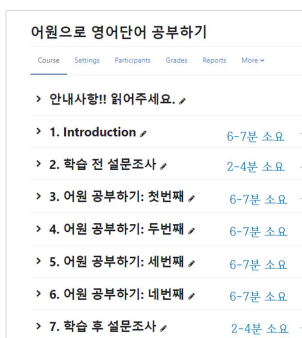 어원으로 영어단어 공부하기
Course Settings Participants Grades Reports More
안내사항!! 읽어주세요.
1. Introduction 6-7분 소요
2. 학습 전 설문조사 2-4분 소요
3. 어원 공부하기: 첫번째 6-7분 소요
4. 어원 공부하기: 두번째 6-7분 소요
5. 어원 공부하기: 세번째 6-7분 소요
6. 어원 공부하기: 네번째 6-7분 소요
7. 학습 후 설문조사 2-4분 소요